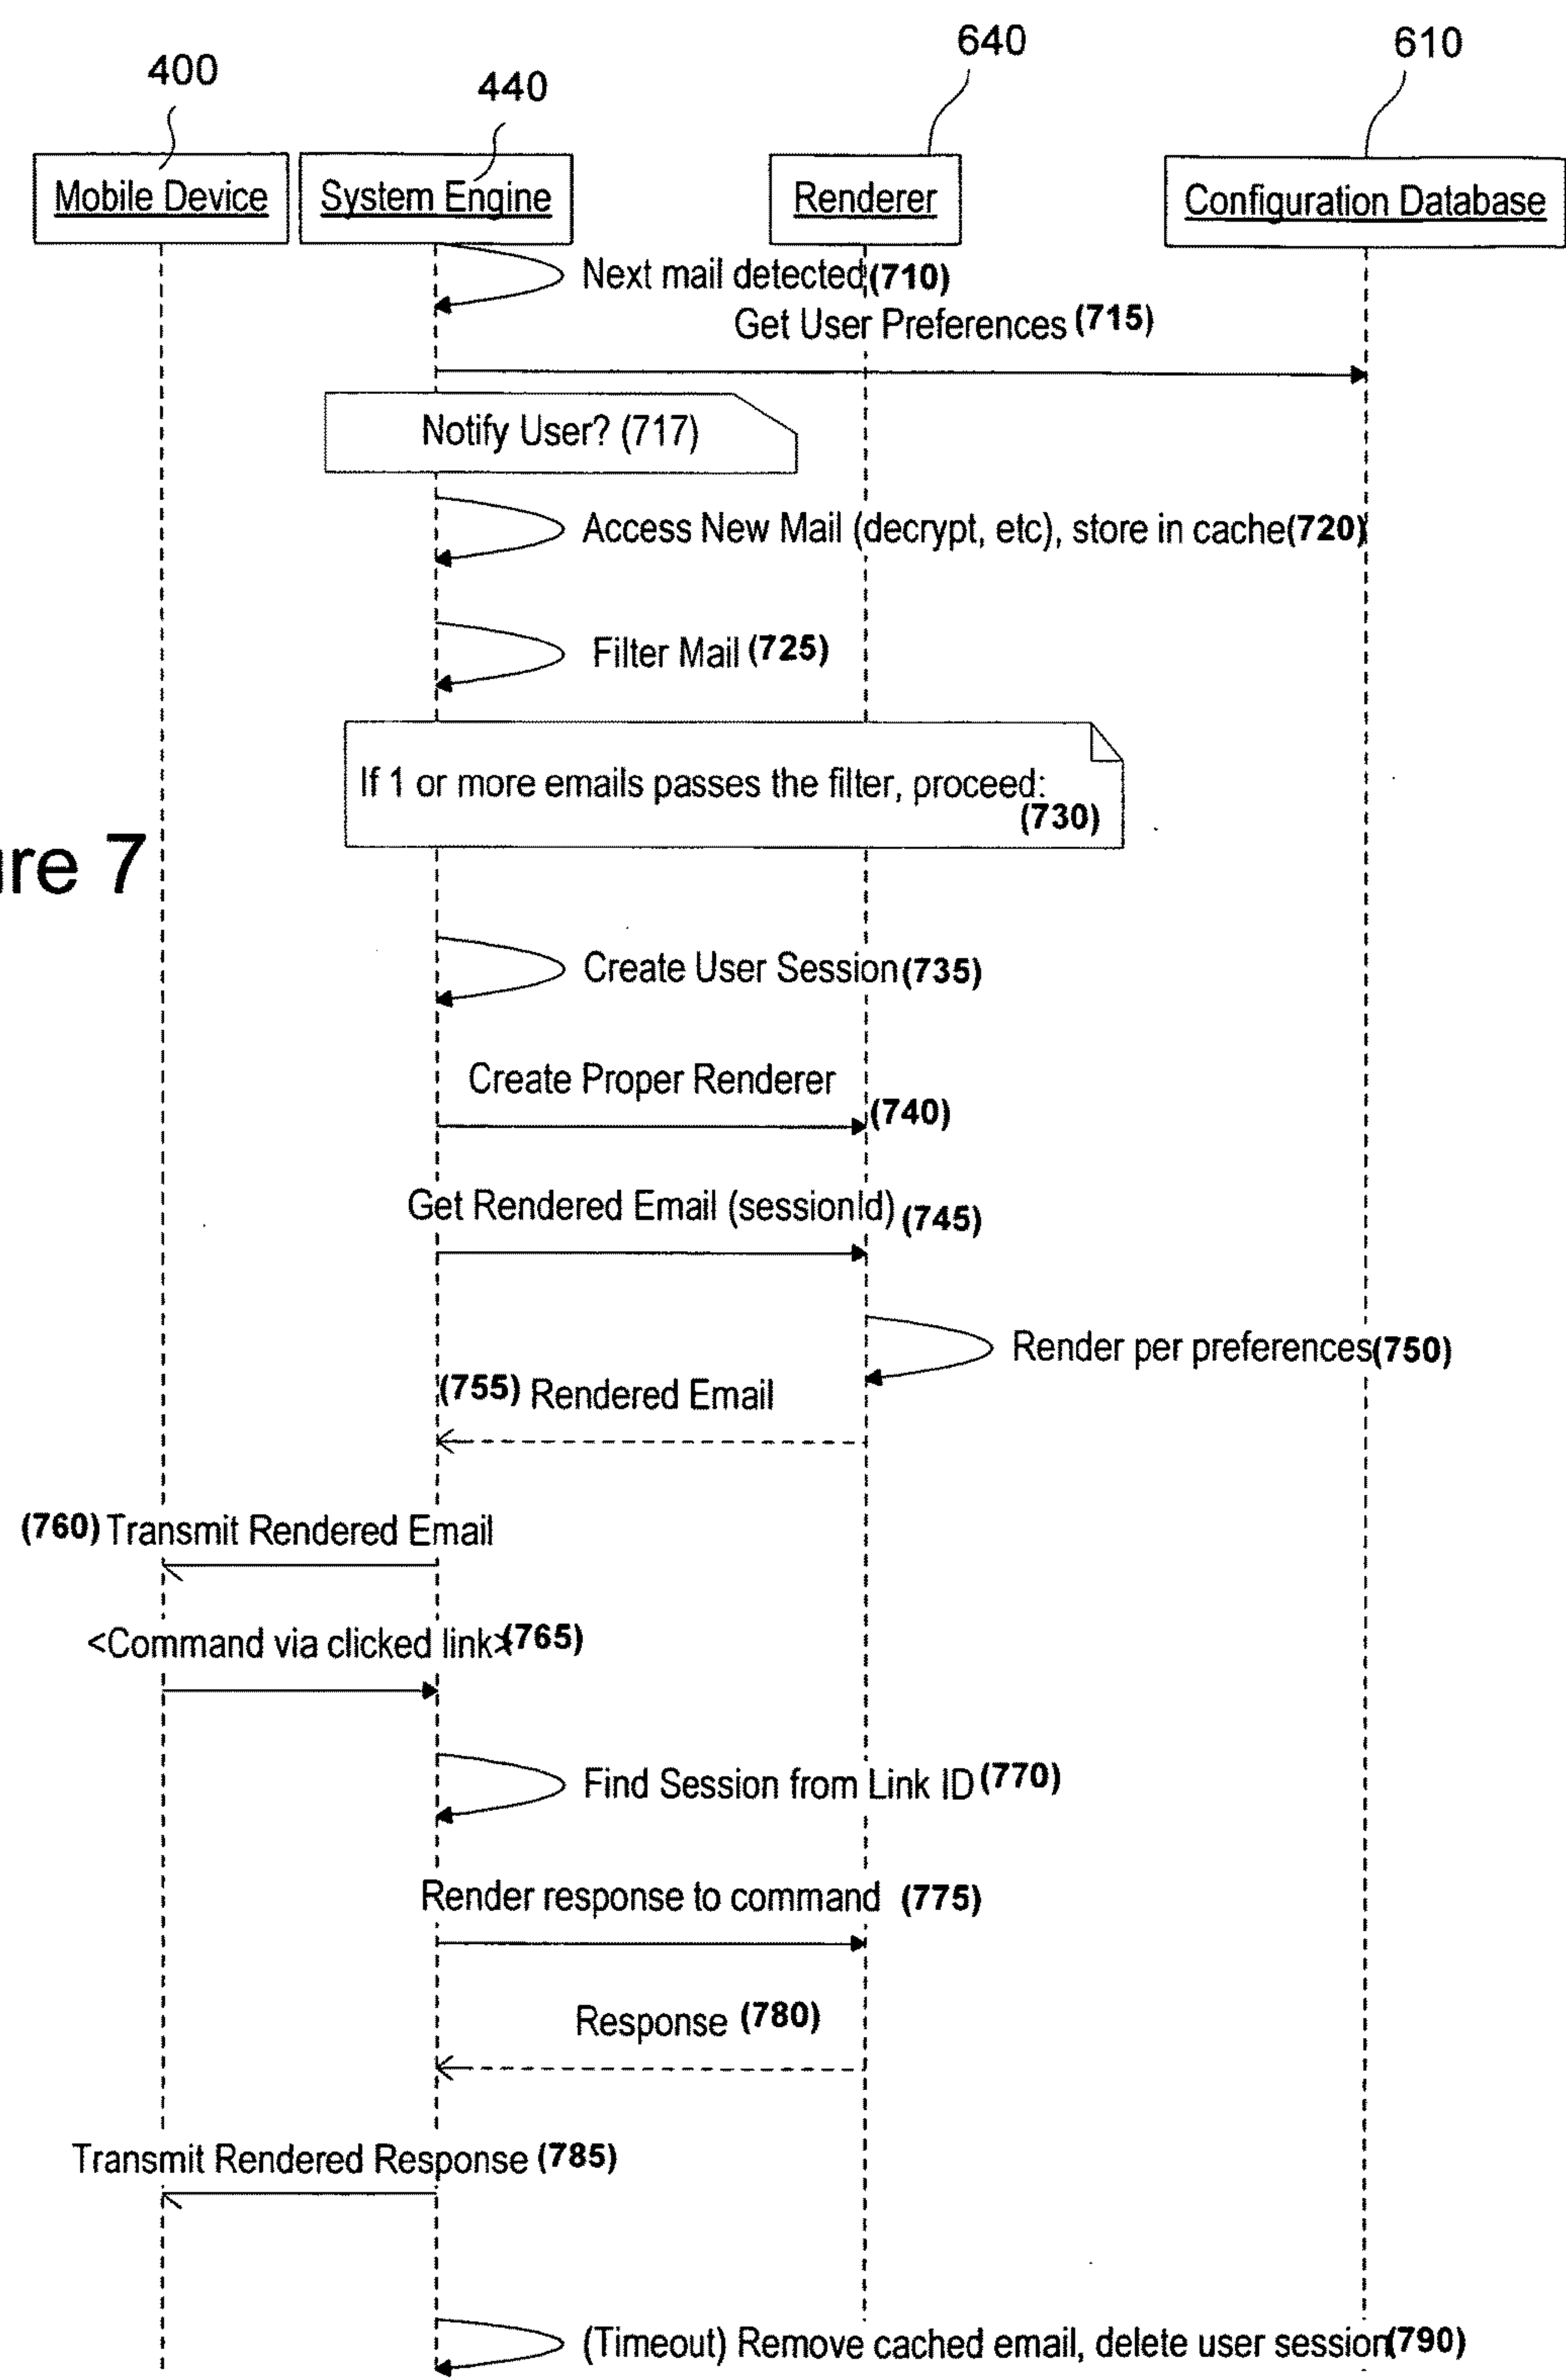 400
440
640
610
Mobile Device
System Engine
Renderer
Configuration Database
Next mail detected (710)
Get User Preferences (715)
Notify User? (717)
Access New Mail (decrypt, etc), store in cache (720)
Filter Mail (725)
If 1 or more emails passes the filter, proceed:
(730)
ure 7
Create User Session (735)
Create Proper Renderer
(740)
Get Rendered Email (sessionId) (745)
Render per preferences (750)
(755) Rendered Email
(760) Transmit Rendered Email
<Command via clicked link> (765)
Find Session from Link ID (770)
Render response to command (775)
Response (780)
Transmit Rendered Response (785)
(Timeout) Remove cached email, delete user session (790)